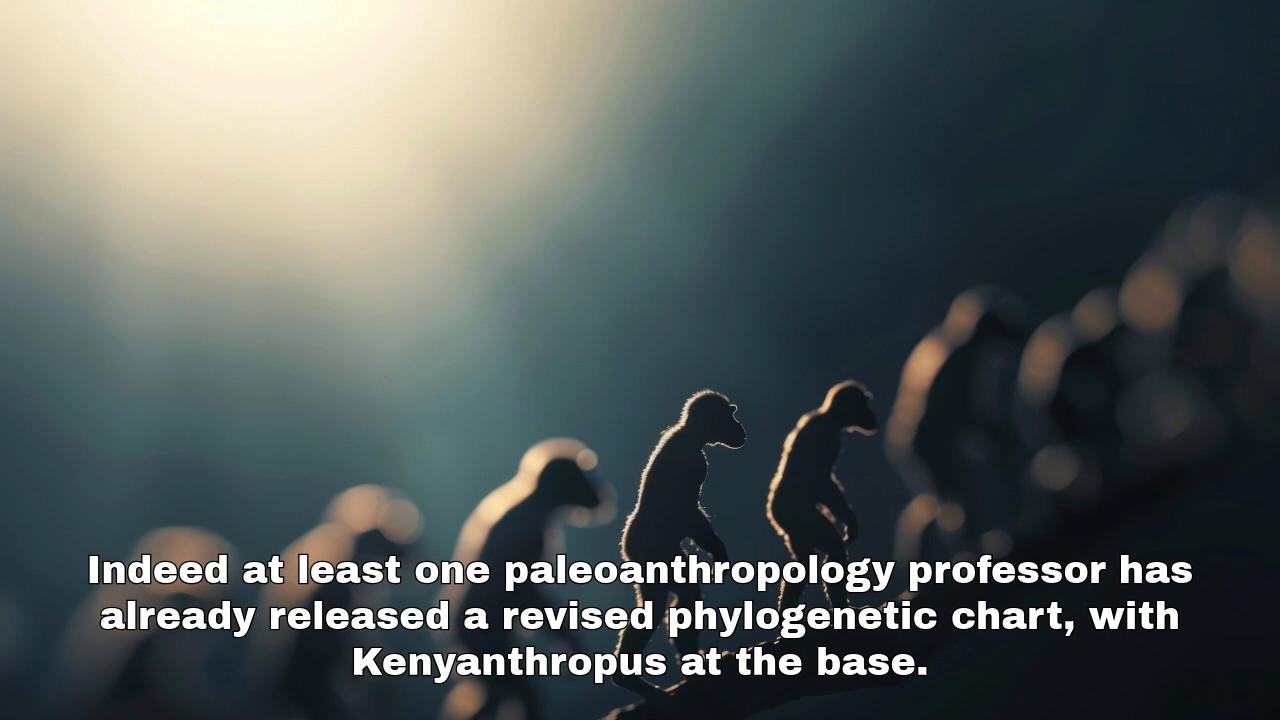 Indeed at least one paleoanthropology professor has
already released a revised phylogenetic chart, with
Kenyanthropus at the base.